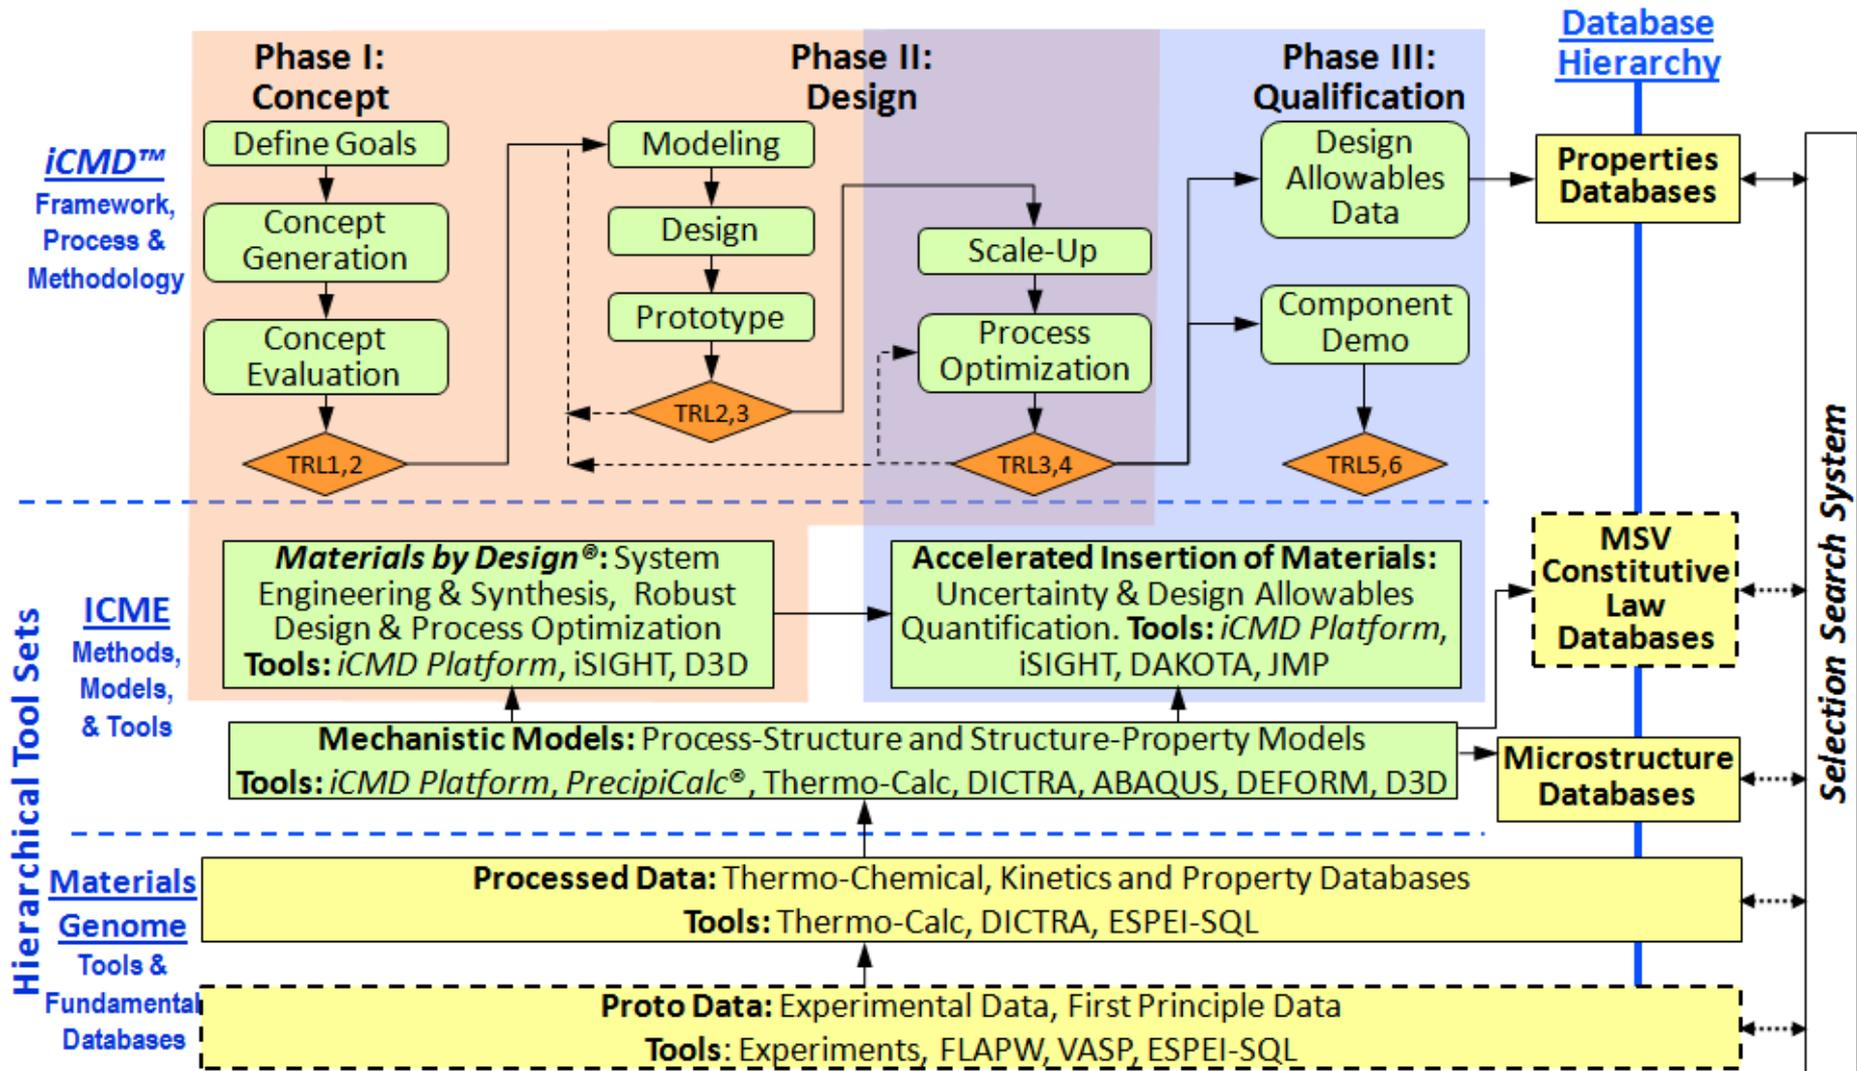 Database
Hierarchy
Phase I:
Concept
Phase II:
Design
Phase III:
Qualification
iCMD™
Framework,
Process &
Methodology
Define Goals
Concept
Generation
Concept
Evaluation
TRL1,2
Modeling
Design
Prototype
TRL2,3
Scale-Up
Process
Optimization
TRL3,4
Design
Allowables
Data
Component
Demo
TRL5,6
Properties
Databases
Selection Search System
Hierarchical Tool Sets
ICME
Methods,
Models,
& Tools
Materials by Design®: System
Engineering & Synthesis, Robust
Design & Process Optimization
Tools: iCMD Platform, iSIGHT, D3D
Accelerated Insertion of Materials:
Uncertainty & Design Allowables
Quantification. Tools: iCMD Platform,
iSIGHT, DAKOTA, JMP
MSV
Constitutive
Law
Databases
Mechanistic Models: Process-Structure and Structure-Property Models
Tools: iCMD Platform, PrecipiCalc®, Thermo-Calc, DICTRA, ABAQUS, DEFORM, D3D
Microstructure
Databases
Materials
Genome
Tools &
Fundamental
Databases
Processed Data: Thermo-Chemical, Kinetics and Property Databases
Tools: Thermo-Calc, DICTRA, ESPEI-SQL
Proto Data: Experimental Data, First Principle Data
Tools: Experiments, FLAPW, VASP, ESPEI-SQL